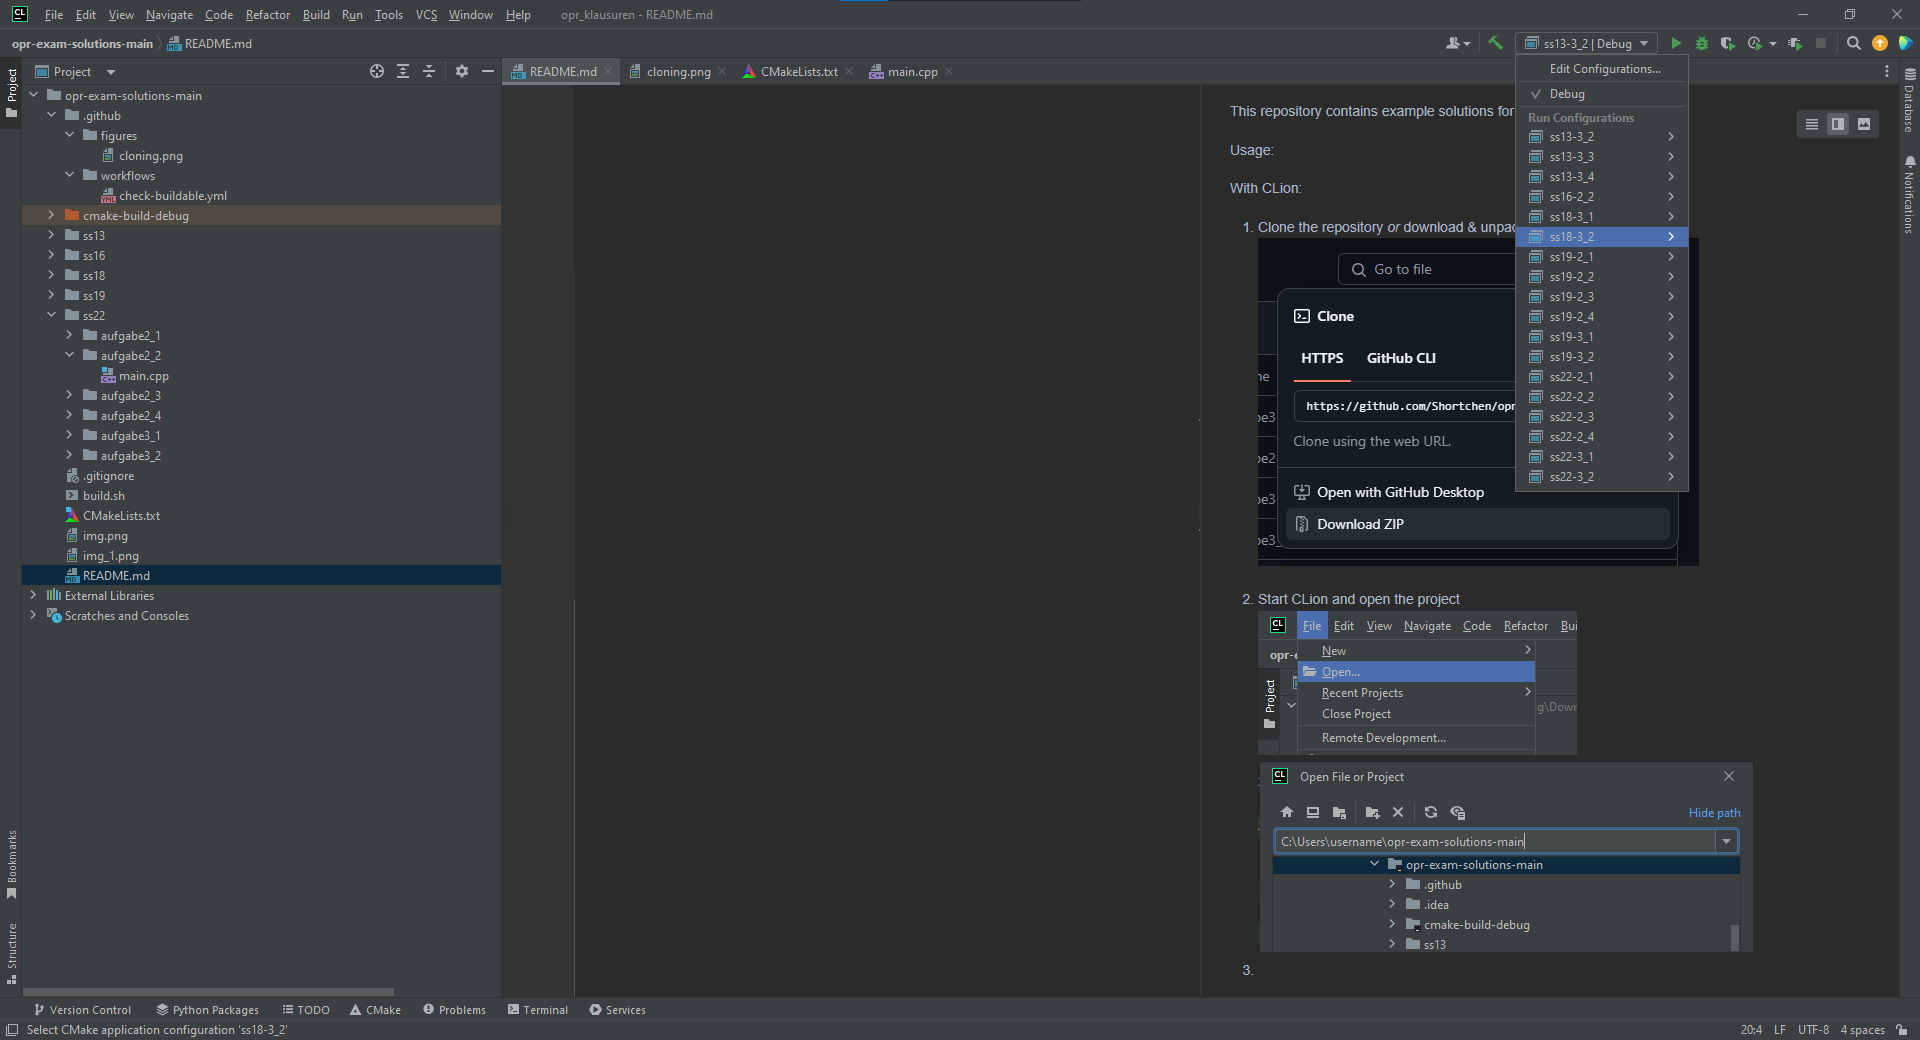 CL File Edit View Navigate Code Refactor Build Run Tools VCS Window Help opr_klausuren - README.md
opr-exam-solutions-main README.md ss13-3_2 | Debug
Project
README.md cloning.png CMakeLists.txt main.cpp
Project
Database
Notifications
Bookmarks
Structure
opr-exam-solutions-main
.github
figures
cloning.png
workflows
check-buildable.yml
cmake-build-debug
ss13
ss16
ss18
ss19
ss22
aufgabe2_1
aufgabe2_2
main.cpp
aufgabe2_3
aufgabe2_4
aufgabe3_1
aufgabe3_2
.gitignore
build.sh
CMakeLists.txt
img.png
img_1.png
README.md
External Libraries
Scratches and Consoles
Edit Configurations...
Debug
Run Configurations
ss13-3_2
ss13-3_3
ss13-3_4
ss16-2_2
ss18-3_1
ss18-3_2
ss19-2_1
ss19-2_2
ss19-2_3
ss19-2_4
ss19-3_1
ss19-3_2
ss22-2_1
ss22-2_2
ss22-2_3
ss22-2_4
ss22-3_1
ss22-3_2
This repository contains example solutions for
Usage:
With CLion:
1. Clone the repository or download & unpac
Go to file
Clone
HTTPS GitHub CLI
ne
https://github.com/Shortchen/opr
be3
Clone using the web URL.
be2
Open with GitHub Desktop
be3
Download ZIP
be3_
2. Start CLion and open the project
CL File Edit View Navigate Code Refactor Bui
opr-e
New
Open...
Project
Recent Projects
Close Project
g\Down
Remote Development...
CL Open File or Project
Hide path
C:\Users\username\opr-exam-solutions-main
opr-exam-solutions-main
.github
.idea
cmake-build-debug
ss13
3.
Version Control Python Packages TODO CMake Problems Terminal Services
Select CMake application configuration 'ss18-3_2' 20:4 LF UTF-8 4 spaces